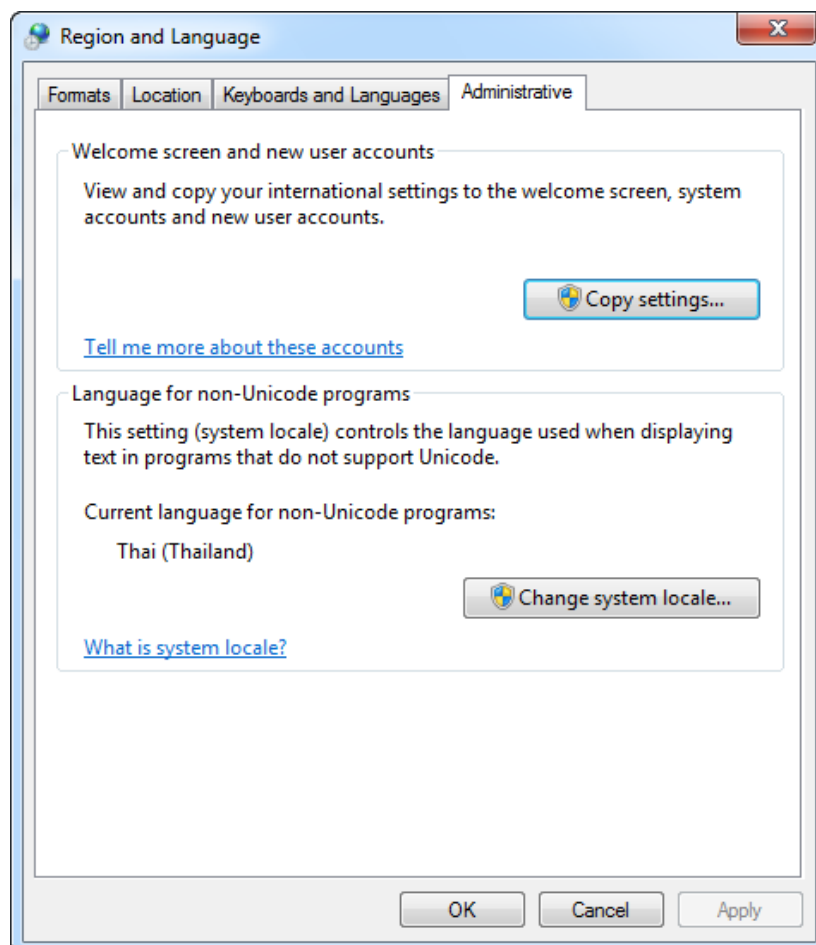 Region and Language
Formats Location Keyboards and Languages Administrative
Welcome screen and new user accounts
View and copy your international settings to the welcome screen, system
accounts and new user accounts.
Copy settings...
Tell me more about these accounts
Language for non-Unicode programs
This setting (system locale) controls the language used when displaying
text in programs that do not support Unicode.
Current language for non-Unicode programs:
Thai (Thailand)
Change system locale...
What is system locale?
OK Cancel Apply